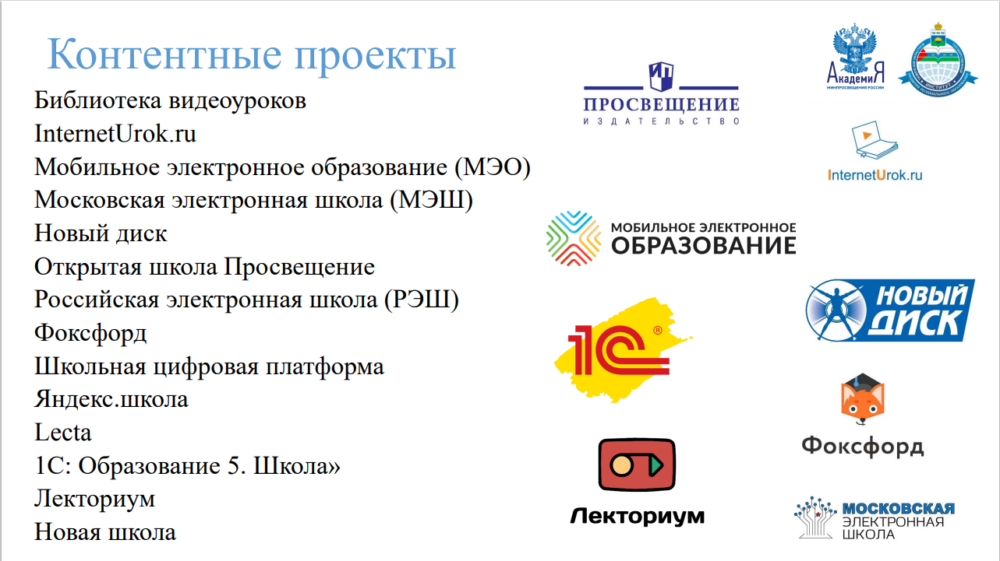 Контентные проекты
Библиотека видеоуроков
InternetUrok.ru
Мобильное электронное образование (МЭО)
Московская электронная школа (МЭШ)
Новый диск
Открытая школа Просвещение
Российская электронная школа (РЭШ)
Фоксфорд
Школьная цифровая платформа
Яндекс.школа
Lecta
1С: Образование 5. Школа»
Лекториум
Новая школа
ИП
ПРОСВЕЩЕНИЕ
ИЗДАТЕЛЬСТВО
АкадемиЯ
МИНПРОСВЕЩЕНИЯ РОССИИ
ИНСТИТУТ
InternetUrok.ru
МОБИЛЬНОЕ ЭЛЕКТРОННОЕ
ОБРАЗОВАНИЕ
НОВЫЙ
ДИСК
1С®
Фоксфорд
Лекториум
МОСКОВСКАЯ
ЭЛЕКТРОННАЯ
ШКОЛА